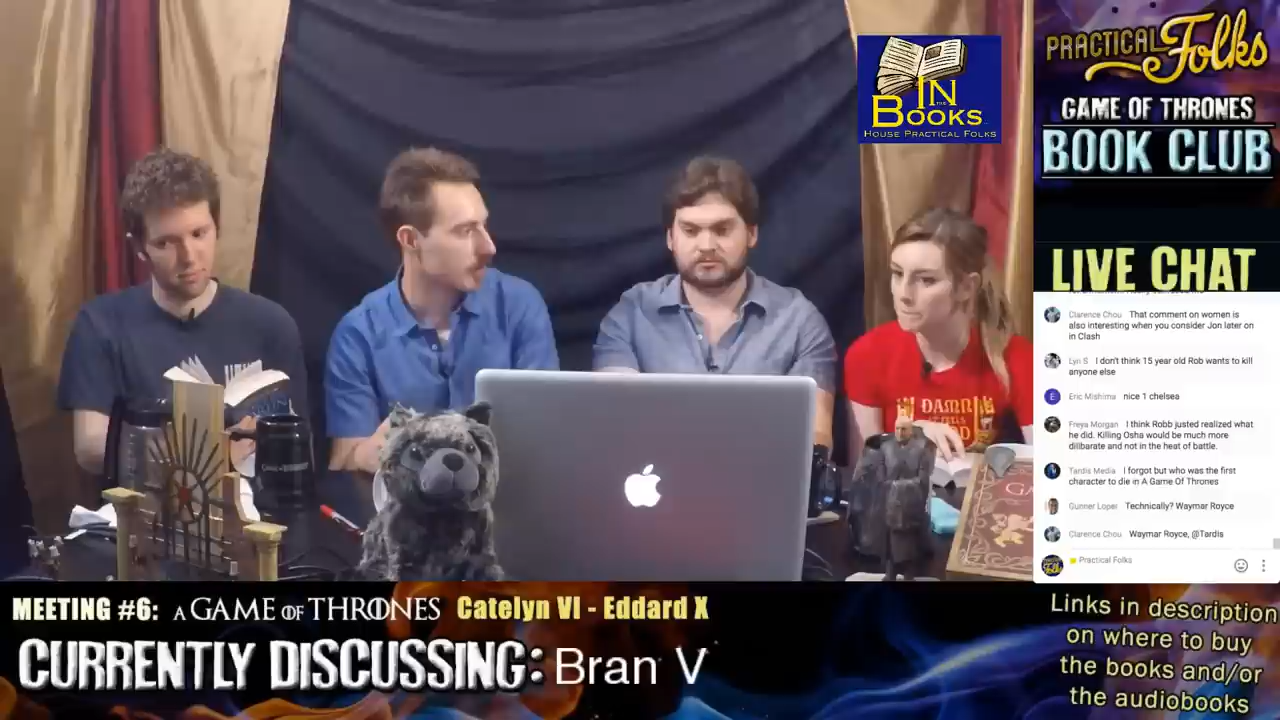 IN
THE
BOOKS
HOUSE PRACTICAL FOLKS
PRACTICAL Folks
GAME OF THRONES
BOOK CLUB
LIVE CHAT
Clarence Chou That comment on women is
also interesting when you consider Jon later on
in Clash
Lyn S I don't think 15 year old Rob wants to kill
anyone else
E Eric Mishima nice 1 chelsea
Freya Morgan I think Robb justed realized what
he did. Killing Osha would be much more
dilibarate and not in the heat of battle.
Tardis Media I forgot but who was the first
character to die in A Game Of Thrones
Gunner Loper Technically? Waymar Royce
Clarence Chou Waymar Royce, @Tardis
Practical Folks
DAMN
MEETING #6: A GAME OF THRONES Catelyn VI - Eddard X
CURRENTLY DISCUSSING: Bran V
Links in description
on where to buy
the books and/or
the audiobooks